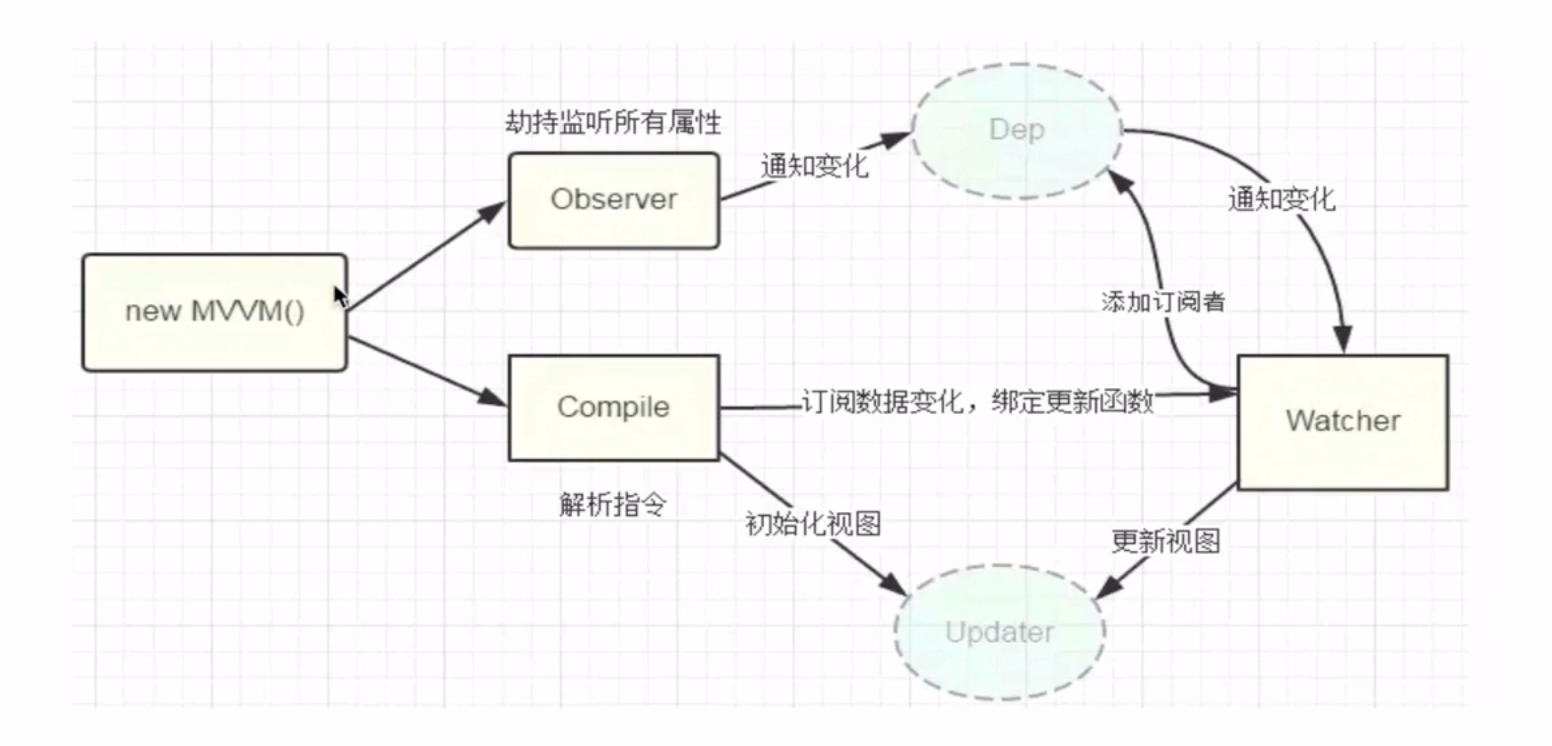 劫持监听所有属性
Dep
通知变化
Observer
通知变化
new MVVM()
添加订阅者
Compile
订阅数据变化，绑定更新函数
Watcher
解析指令
初始化视图
更新视图
Updater